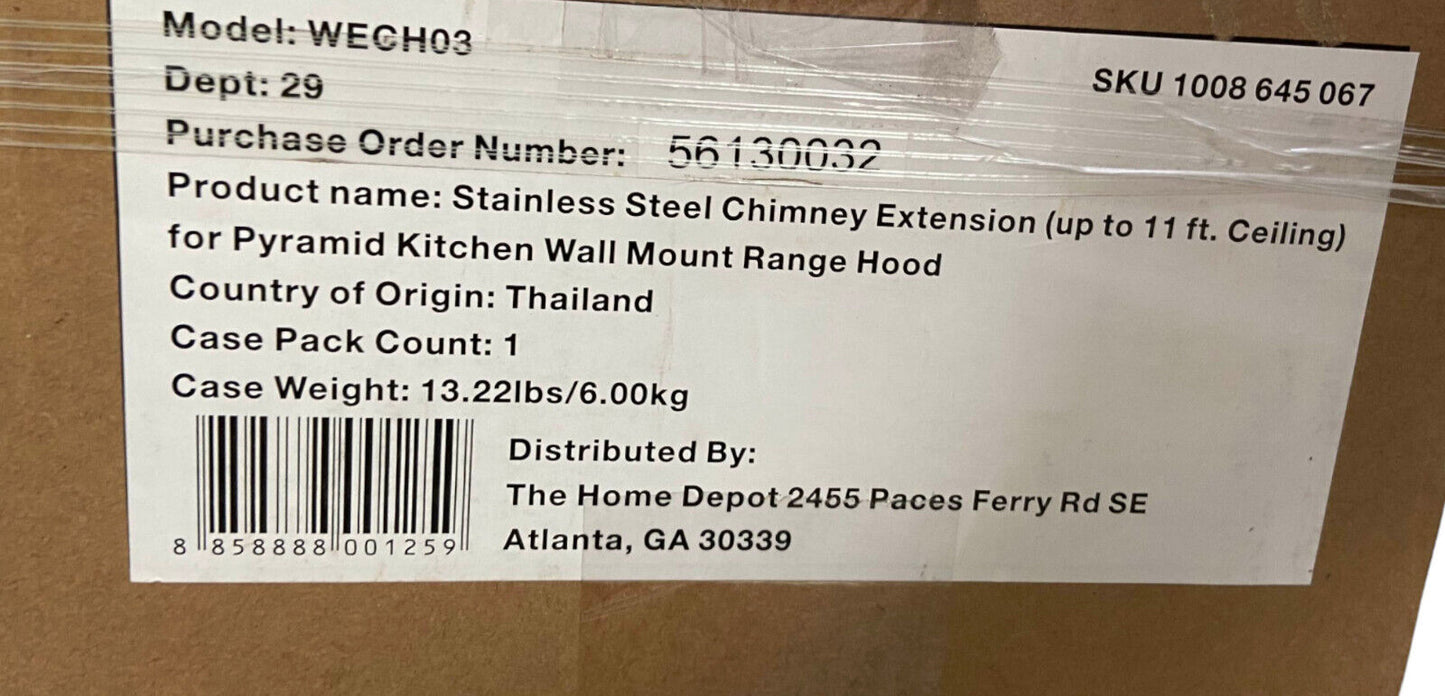 Model: WECH03
SKU 1008 645 067
Dept: 29
Purchase Order Number: 56130032
Product name: Stainless Steel Chimney Extension (up to 11 ft. Ceiling)
for Pyramid Kitchen Wall Mount Range Hood
Country of Origin: Thailand
Case Pack Count: 1
Case Weight: 13.22lbs/6.00kg
Distributed By:
The Home Depot 2455 Paces Ferry Rd SE
Atlanta, GA 30339
8 858888 001259